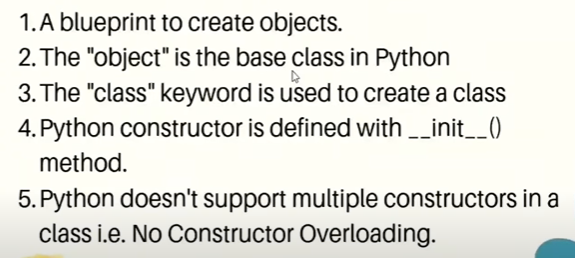 1. A blueprint to create objects.
2. The "object" is the base class in Python
3. The "class" keyword is used to create a class
4. Python constructor is defined with __init__()
method.
5. Python doesn't support multiple constructors in a
class i.e. No Constructor Overloading.